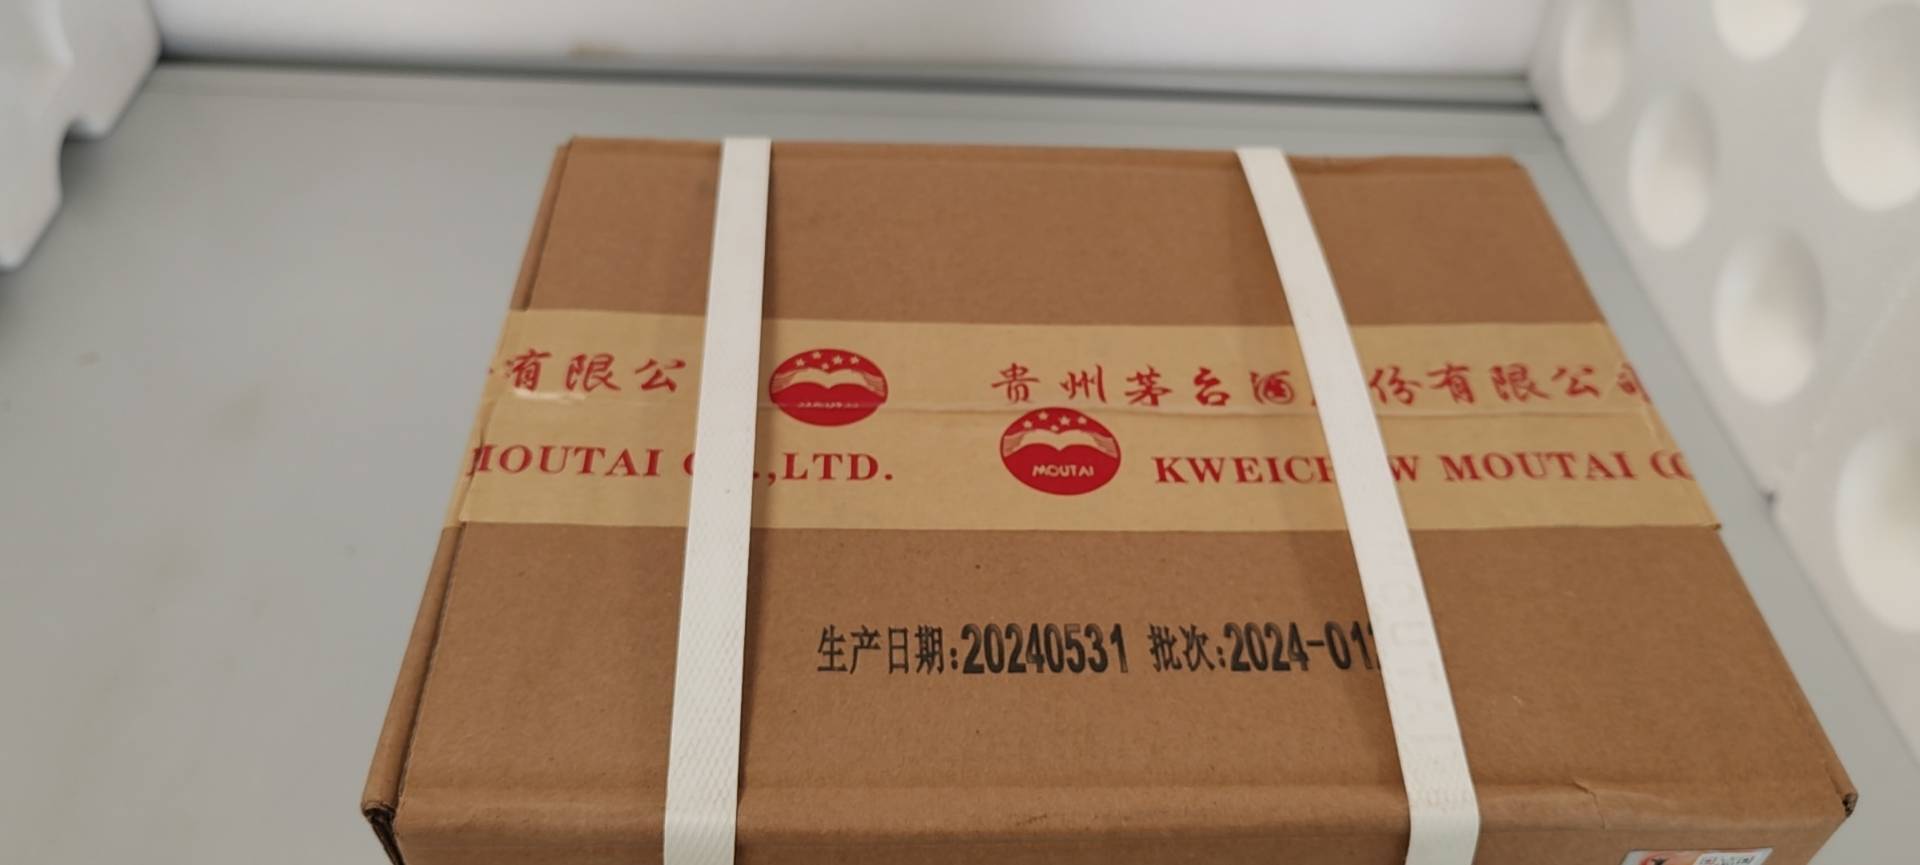 有限公 贵州茅台酒 份有限公司
MOUTAI
MOUTAI ,LTD. KWEICH W MOUTAI CO
生产日期:20240531 批次:2024-01